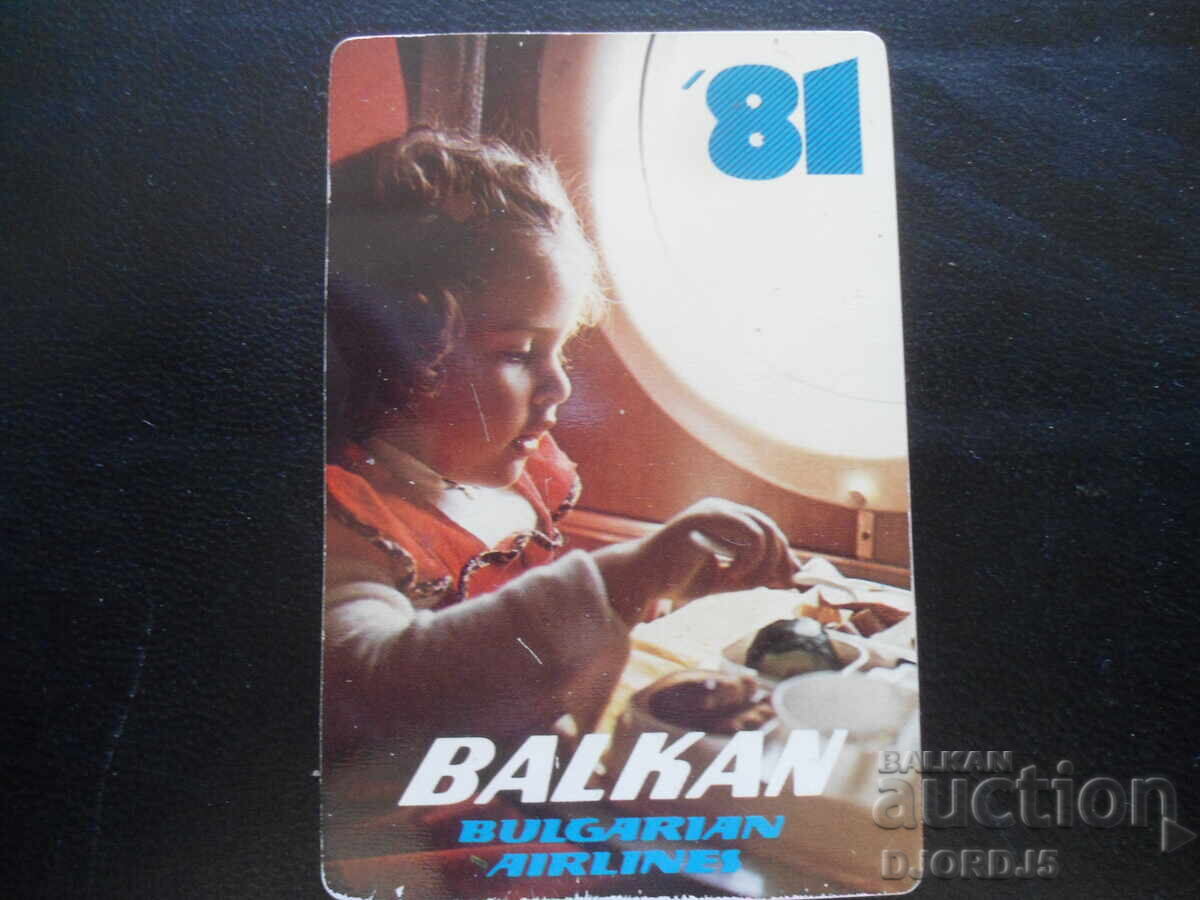 '81
BALKAN
BULGARIAN
AIRLINES
BALKAN
auction
DJORDJ5